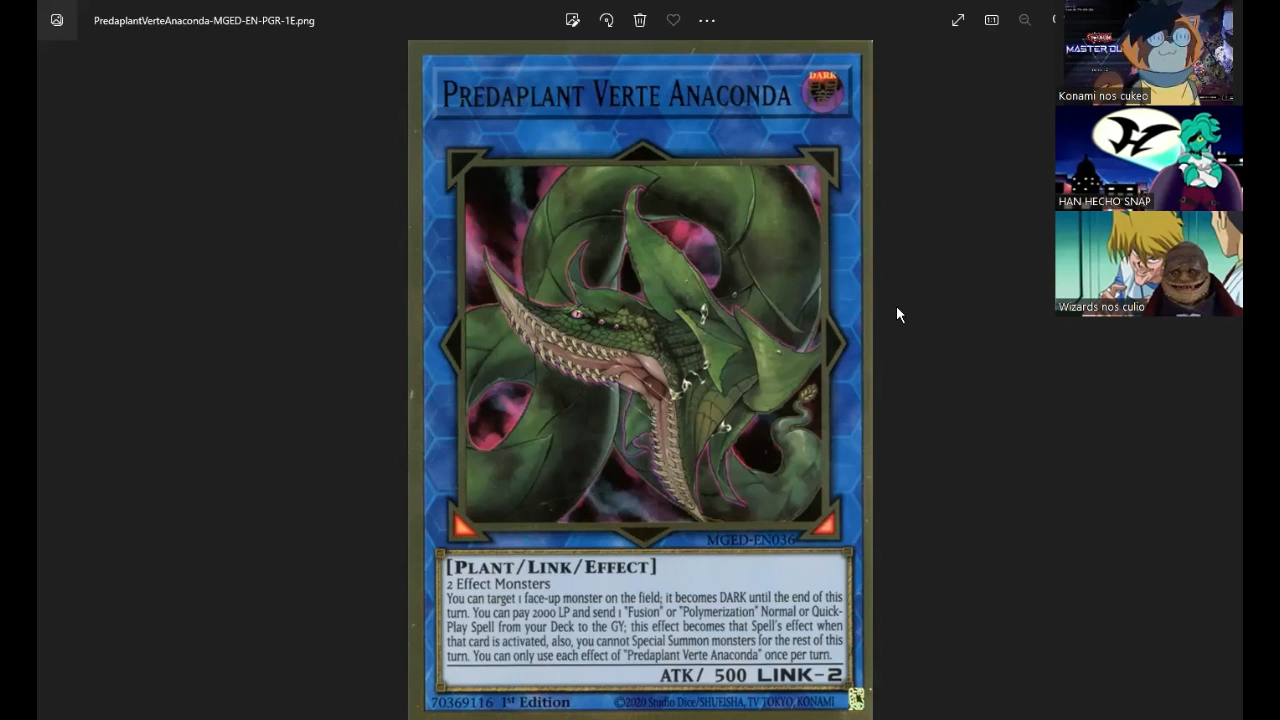 PredaplantVerteAnaconda-MGED-EN-PGR-1E.png
PREDAPLANT VERTE ANACONDA
DARK
MGED-EN036
[PLANT/LINK/EFFECT]
2 Effect Monsters
You can target 1 face-up monster on the field; it becomes DARK until the end of this
turn. You can pay 2000 LP and send 1 "Fusion" or "Polymerization" Normal or Quick-
Play Spell from your Deck to the GY; this effect becomes that Spell's effect when
that card is activated, also, you cannot Special Summon monsters for the rest of this
turn. You can only use each effect of "Predaplant Verte Anaconda" once per turn.
ATK/ 500 LINK-2
70369116 1st Edition ©2020 Studio Dice/SHUEISHA, TV TOKYO, KONAMI
MASTER DU
Konami nos cukeo
HAN HECHO SNAP
Wizards nos culio